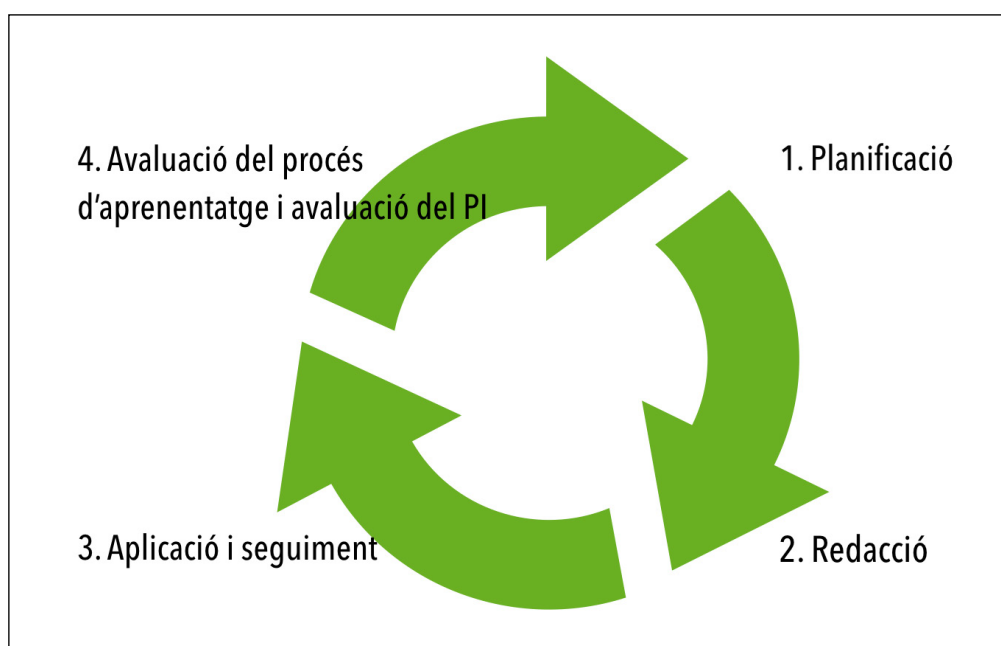 1. Planificació
2. Redacció
3. Aplicació i seguiment
4. Avaluació del procés
d'aprenentatge i avaluació del PI